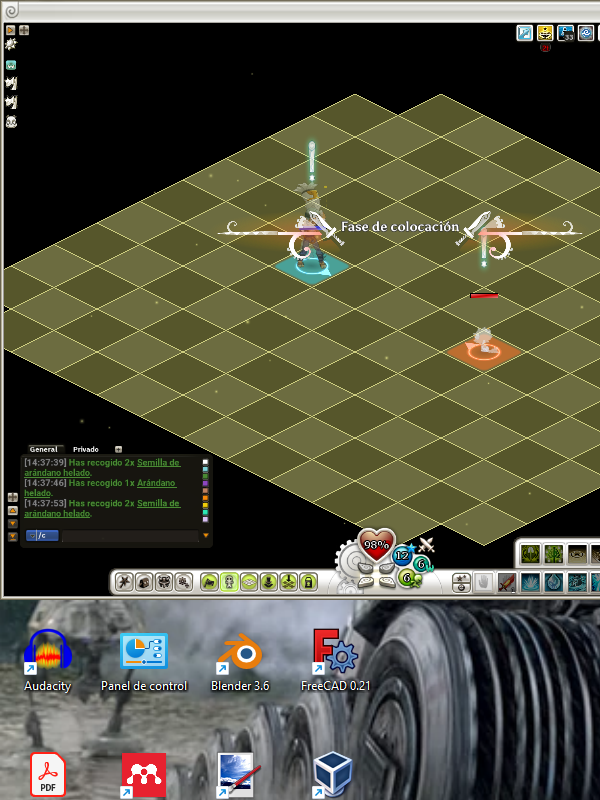 33
Fase de colocación
General Privado
[14:37:39] Has recogido 2x Semilla de
arándano helado.
[14:37:46] Has recogido 1x Arándano
helado.
[14:37:53] Has recogido 2x Semilla de
arándano helado.
/c
98%
12
6
6
Audacity
Panel de control
Blender 3.6
FreeCAD 0.21
PDF